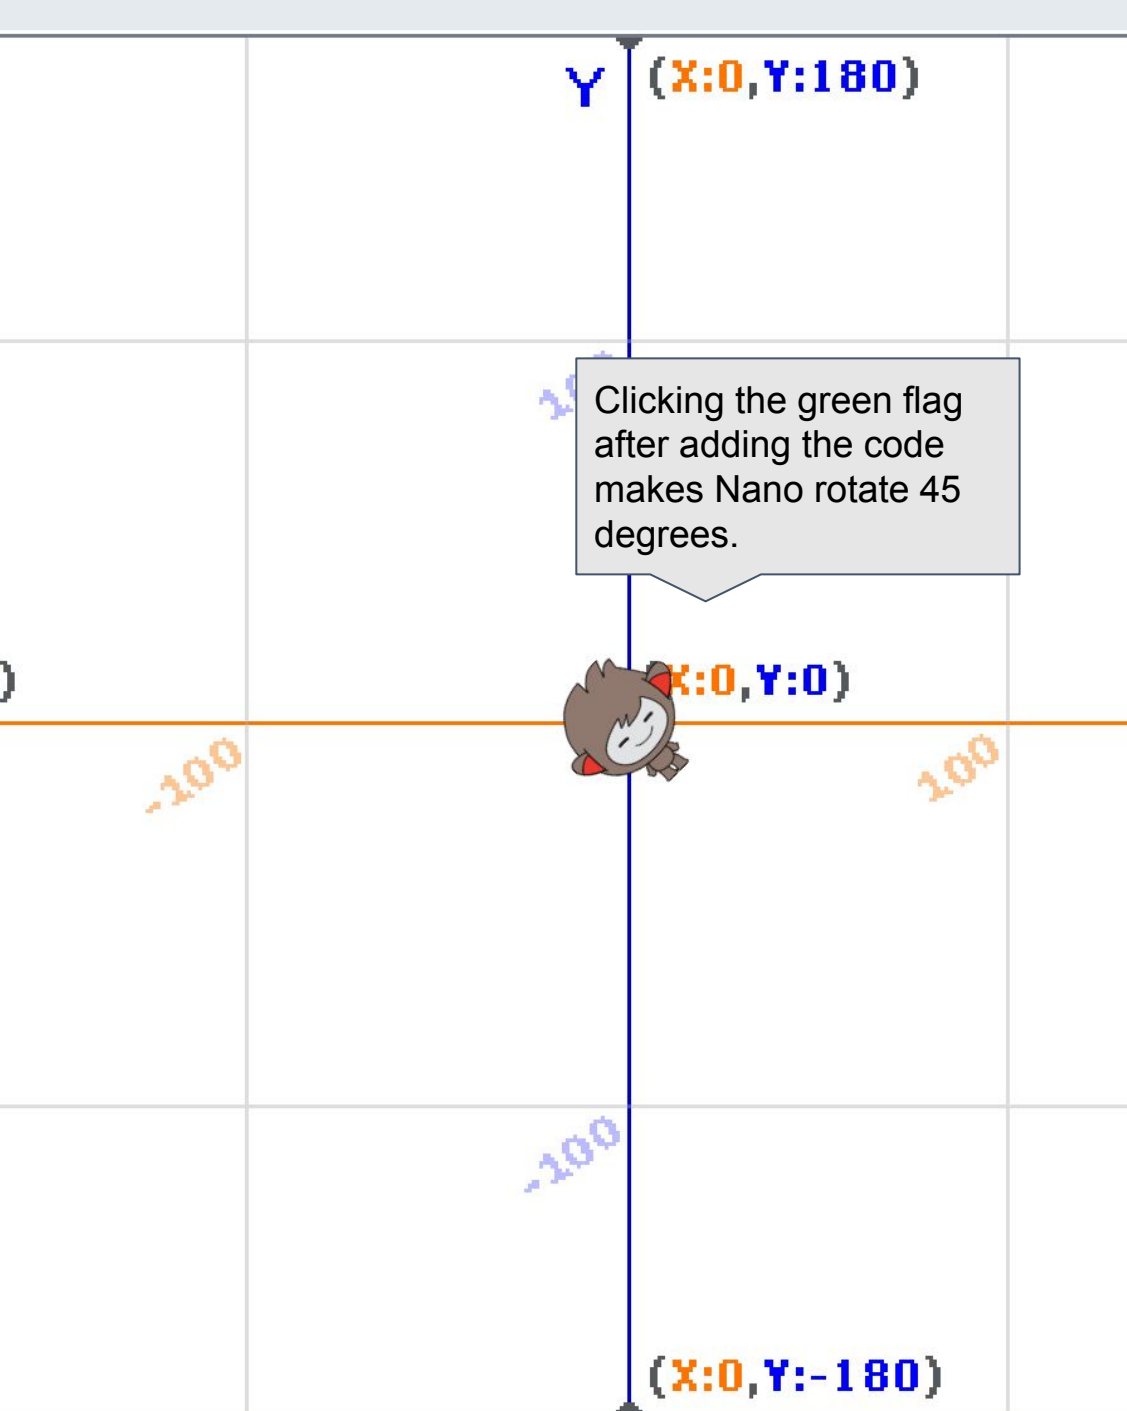 Y (X:0,Y:180)
Clicking the green flag
after adding the code
makes Nano rotate 45
degrees.
) X:0,Y:0)
-100 100
-100
(X:0,Y:-180)